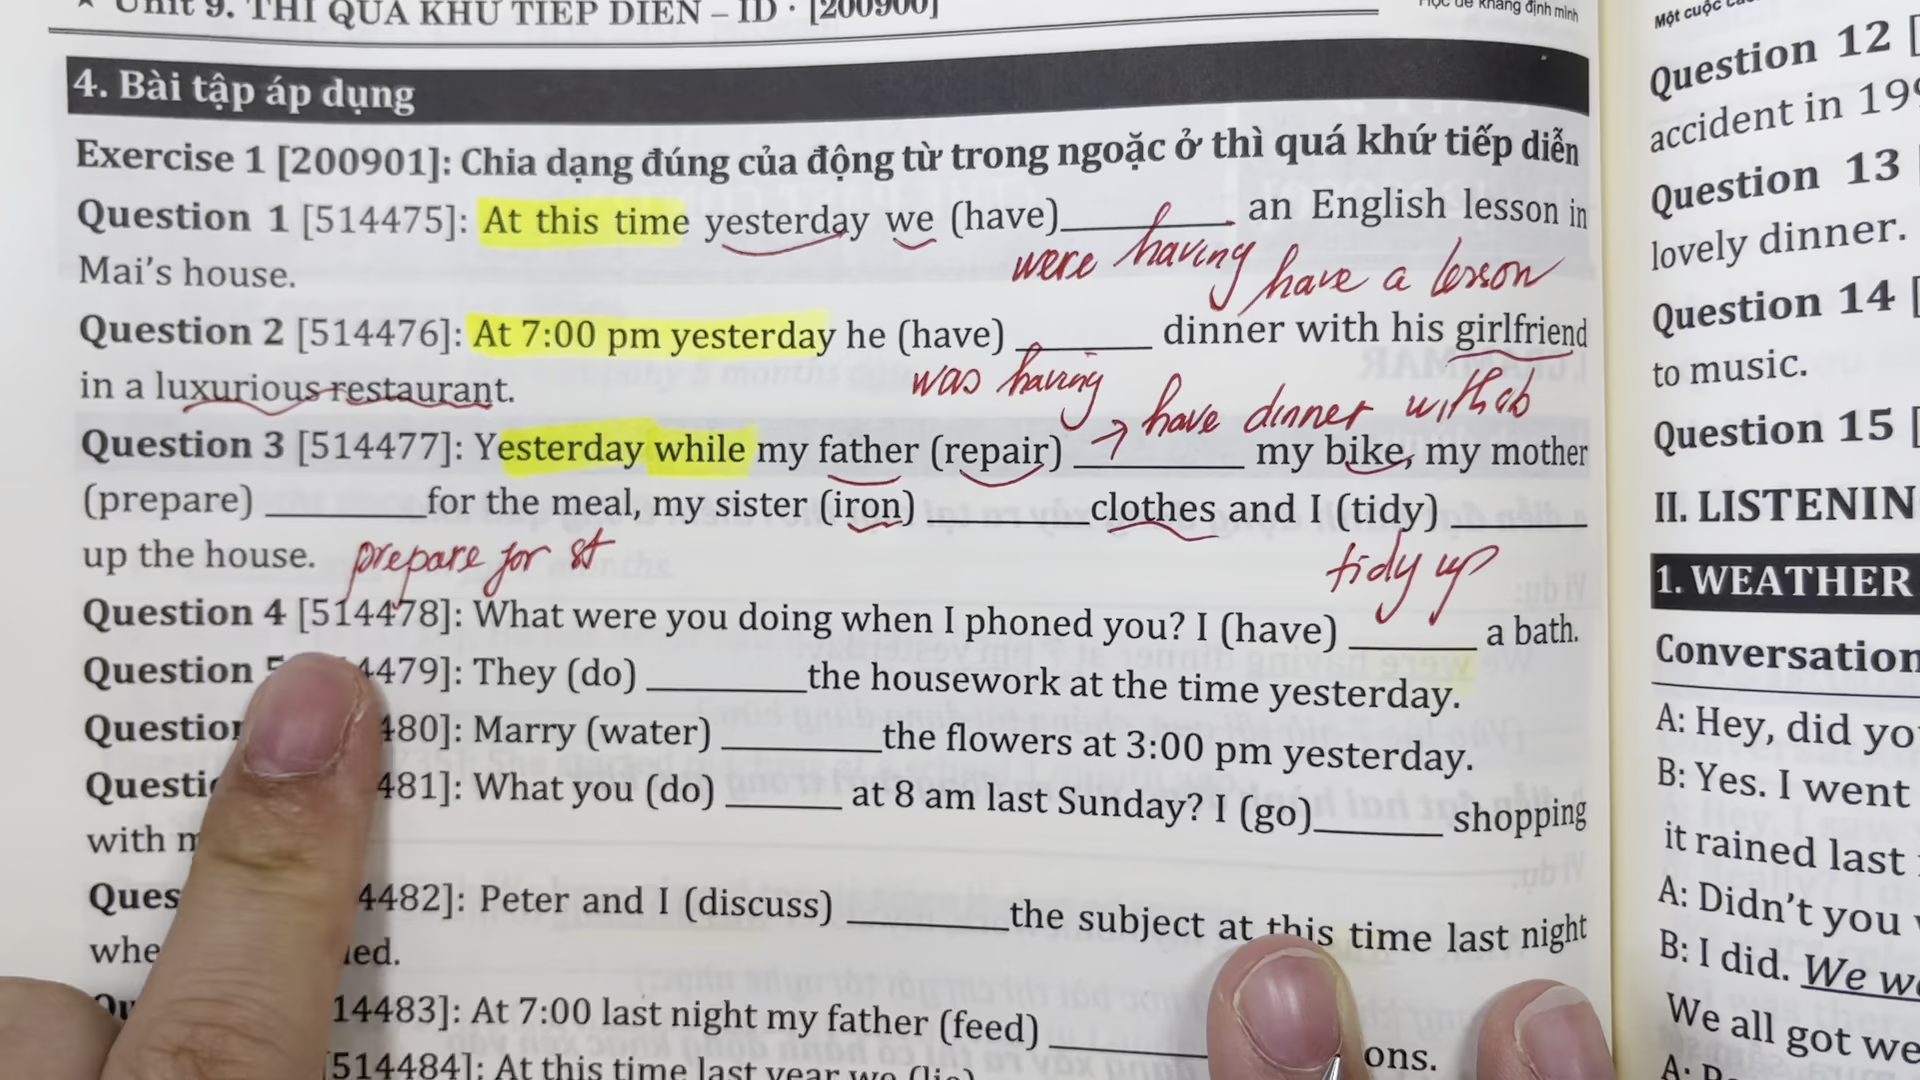 Unit 9. THÌ QUÁ KHỨ TIẾP DIỄN – ID · [200900]
Học để khẳng định mình
4. Bài tập áp dụng
Exercise 1 [200901]: Chia dạng đúng của động từ trong ngoặc ở thì quá khứ tiếp diễn
Question 1 [514475]: At this time yesterday we (have)________ an English lesson in
were having have a lesson
Mai’s house.
Question 2 [514476]: At 7:00 pm yesterday he (have) ________ dinner with his girlfriend
was having → have dinner with sb
in a luxurious restaurant.
Question 3 [514477]: Yesterday while my father (repair) ________ my bike, my mother
(prepare) ________ for the meal, my sister (iron) ________ clothes and I (tidy) ________
up the house. prepare for st tidy up
Question 4 [514478]: What were you doing when I phoned you? I (have) ________ a bath.
Question 4479]: They (do) ________ the housework at the time yesterday.
Question 480]: Marry (water) ________ the flowers at 3:00 pm yesterday.
481]: What you (do) ________ at 8 am last Sunday? I (go)________ shopping
with
4482]: Peter and I (discuss) ________ the subject at this time last night
14483]: At 7:00 last night my father (feed) ________
[514484]: At this time last year we
Một cuộc
Question 12 [
accident in 19
Question 13
lovely dinner.
Question 14 [
to music.
Question 15 [
II. LISTENIN
1. WEATHER
Conversation
A: Hey, did yo
B: Yes. I went
it rained last
A: Didn’t you
B: I did. We we
We all got we
A: